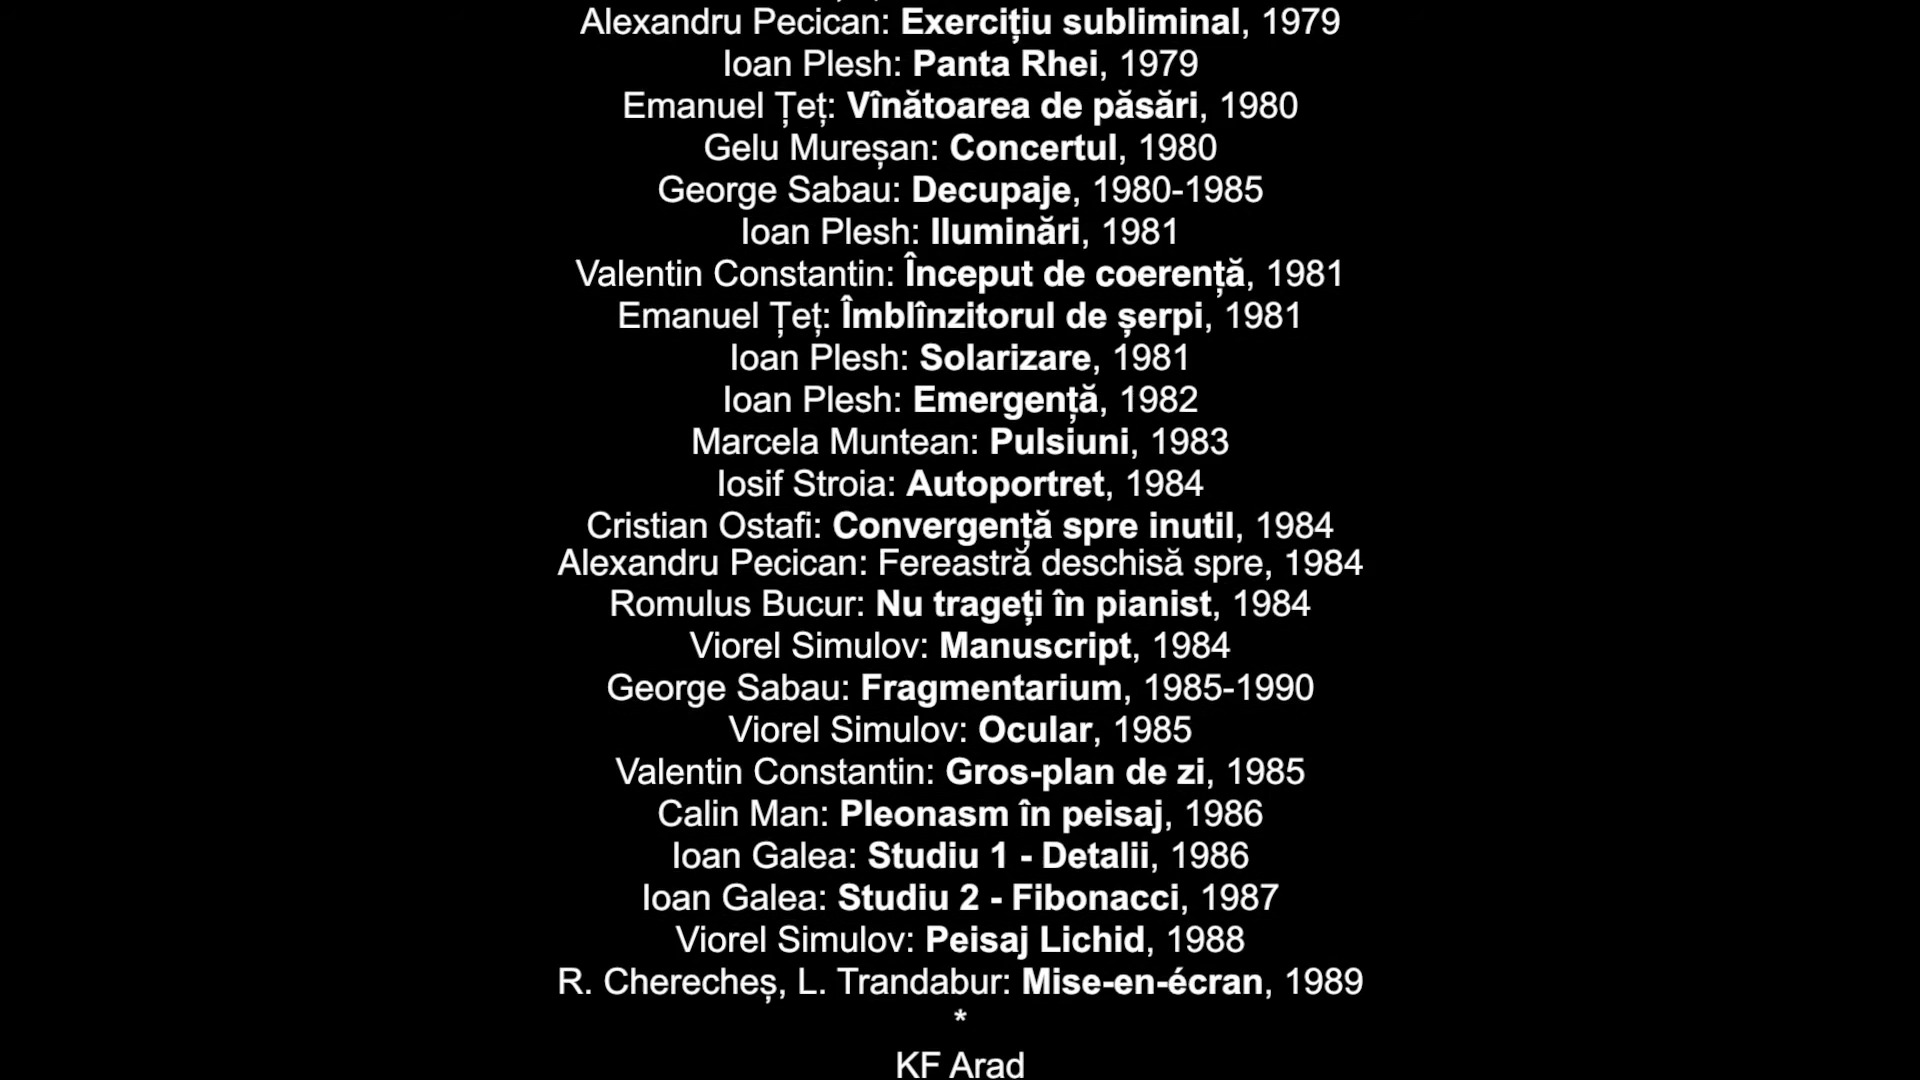 Alexandru Pecican: Exercițiu subliminal, 1979
Ioan Plesh: Panta Rhei, 1979
Emanuel Țeț: Vînătoarea de păsări, 1980
Gelu Mureșan: Concertul, 1980
George Sabau: Decupaje, 1980-1985
Ioan Plesh: Iluminări, 1981
Valentin Constantin: Început de coerență, 1981
Emanuel Țeț: Îmblînzitorul de șerpi, 1981
Ioan Plesh: Solarizare, 1981
Ioan Plesh: Emergență, 1982
Marcela Muntean: Pulsiuni, 1983
Iosif Stroia: Autoportret, 1984
Cristian Ostafi: Convergență spre inutil, 1984
Alexandru Pecican: Fereastră deschisă spre, 1984
Romulus Bucur: Nu trageți în pianist, 1984
Viorel Simulov: Manuscript, 1984
George Sabau: Fragmentarium, 1985-1990
Viorel Simulov: Ocular, 1985
Valentin Constantin: Gros-plan de zi, 1985
Calin Man: Pleonasm în peisaj, 1986
Ioan Galea: Studiu 1 - Detalii, 1986
Ioan Galea: Studiu 2 - Fibonacci, 1987
Viorel Simulov: Peisaj Lichid, 1988
R. Cherecheș, L. Trandabur: Mise-en-écran, 1989
*
KF Arad